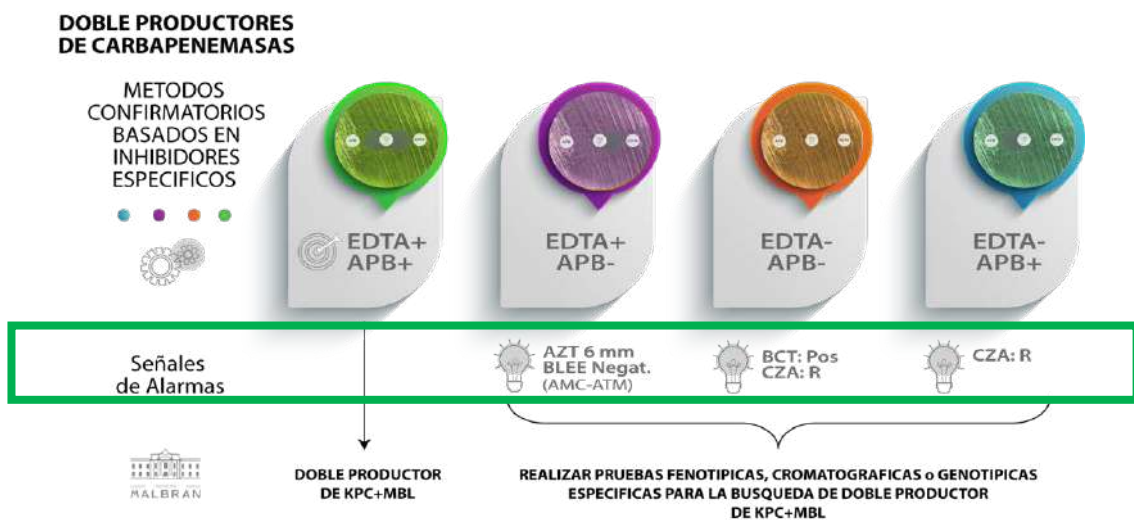 DOBLE PRODUCTORES
DE CARBAPENEMASAS
METODOS
CONFIRMATORIOS
BASADOS EN
INHIBIDORES
ESPECIFICOS
EDTA+
APB+
EDTA+
APB-
EDTA-
APB-
EDTA-
APB+
Señales
de Alarmas
AZT 6 mm
BLEE Negat.
(AMC-ATM)
BCT: Pos
CZA: R
CZA: R
MALBRAN
DOBLE PRODUCTOR
DE KPC+MBL
REALIZAR PRUEBAS FENOTIPICAS, CROMATOGRAFICAS o GENOTIPICAS
ESPECIFICAS PARA LA BUSQUEDA DE DOBLE PRODUCTOR
DE KPC+MBL